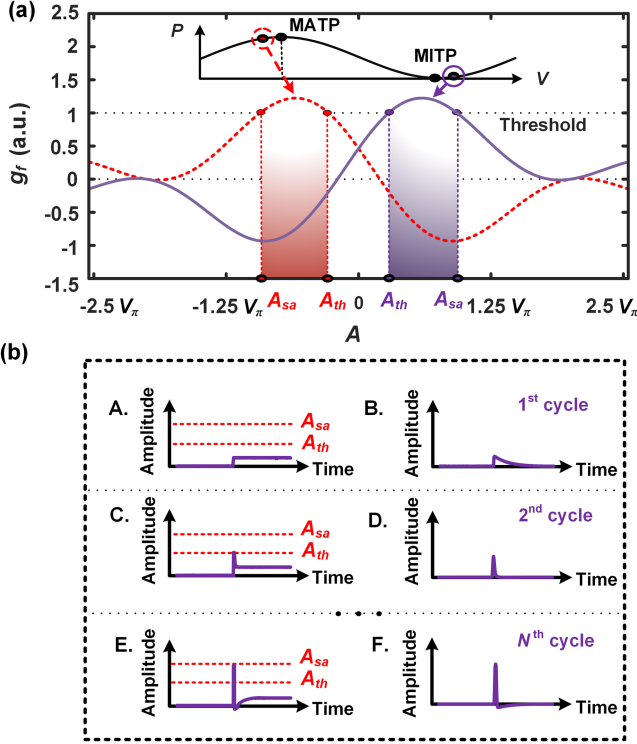 (a)
2.5
2
1.5
1
0.5
0
-0.5
-1
-1.5
g_f (a.u.)
P
MATP
MITP
V
Threshold
A_sa
A_th
A_th
A_sa
-2.5 V_π
-1.25 V_π
0
1.25 V_π
2.5 V_π
A
(b)
A.
Amplitude
A_sa
A_th
Time
B.
Amplitude
1st cycle
Time
C.
Amplitude
A_sa
A_th
Time
D.
Amplitude
2nd cycle
Time
E.
Amplitude
A_sa
A_th
Time
F.
Amplitude
Nth cycle
Time